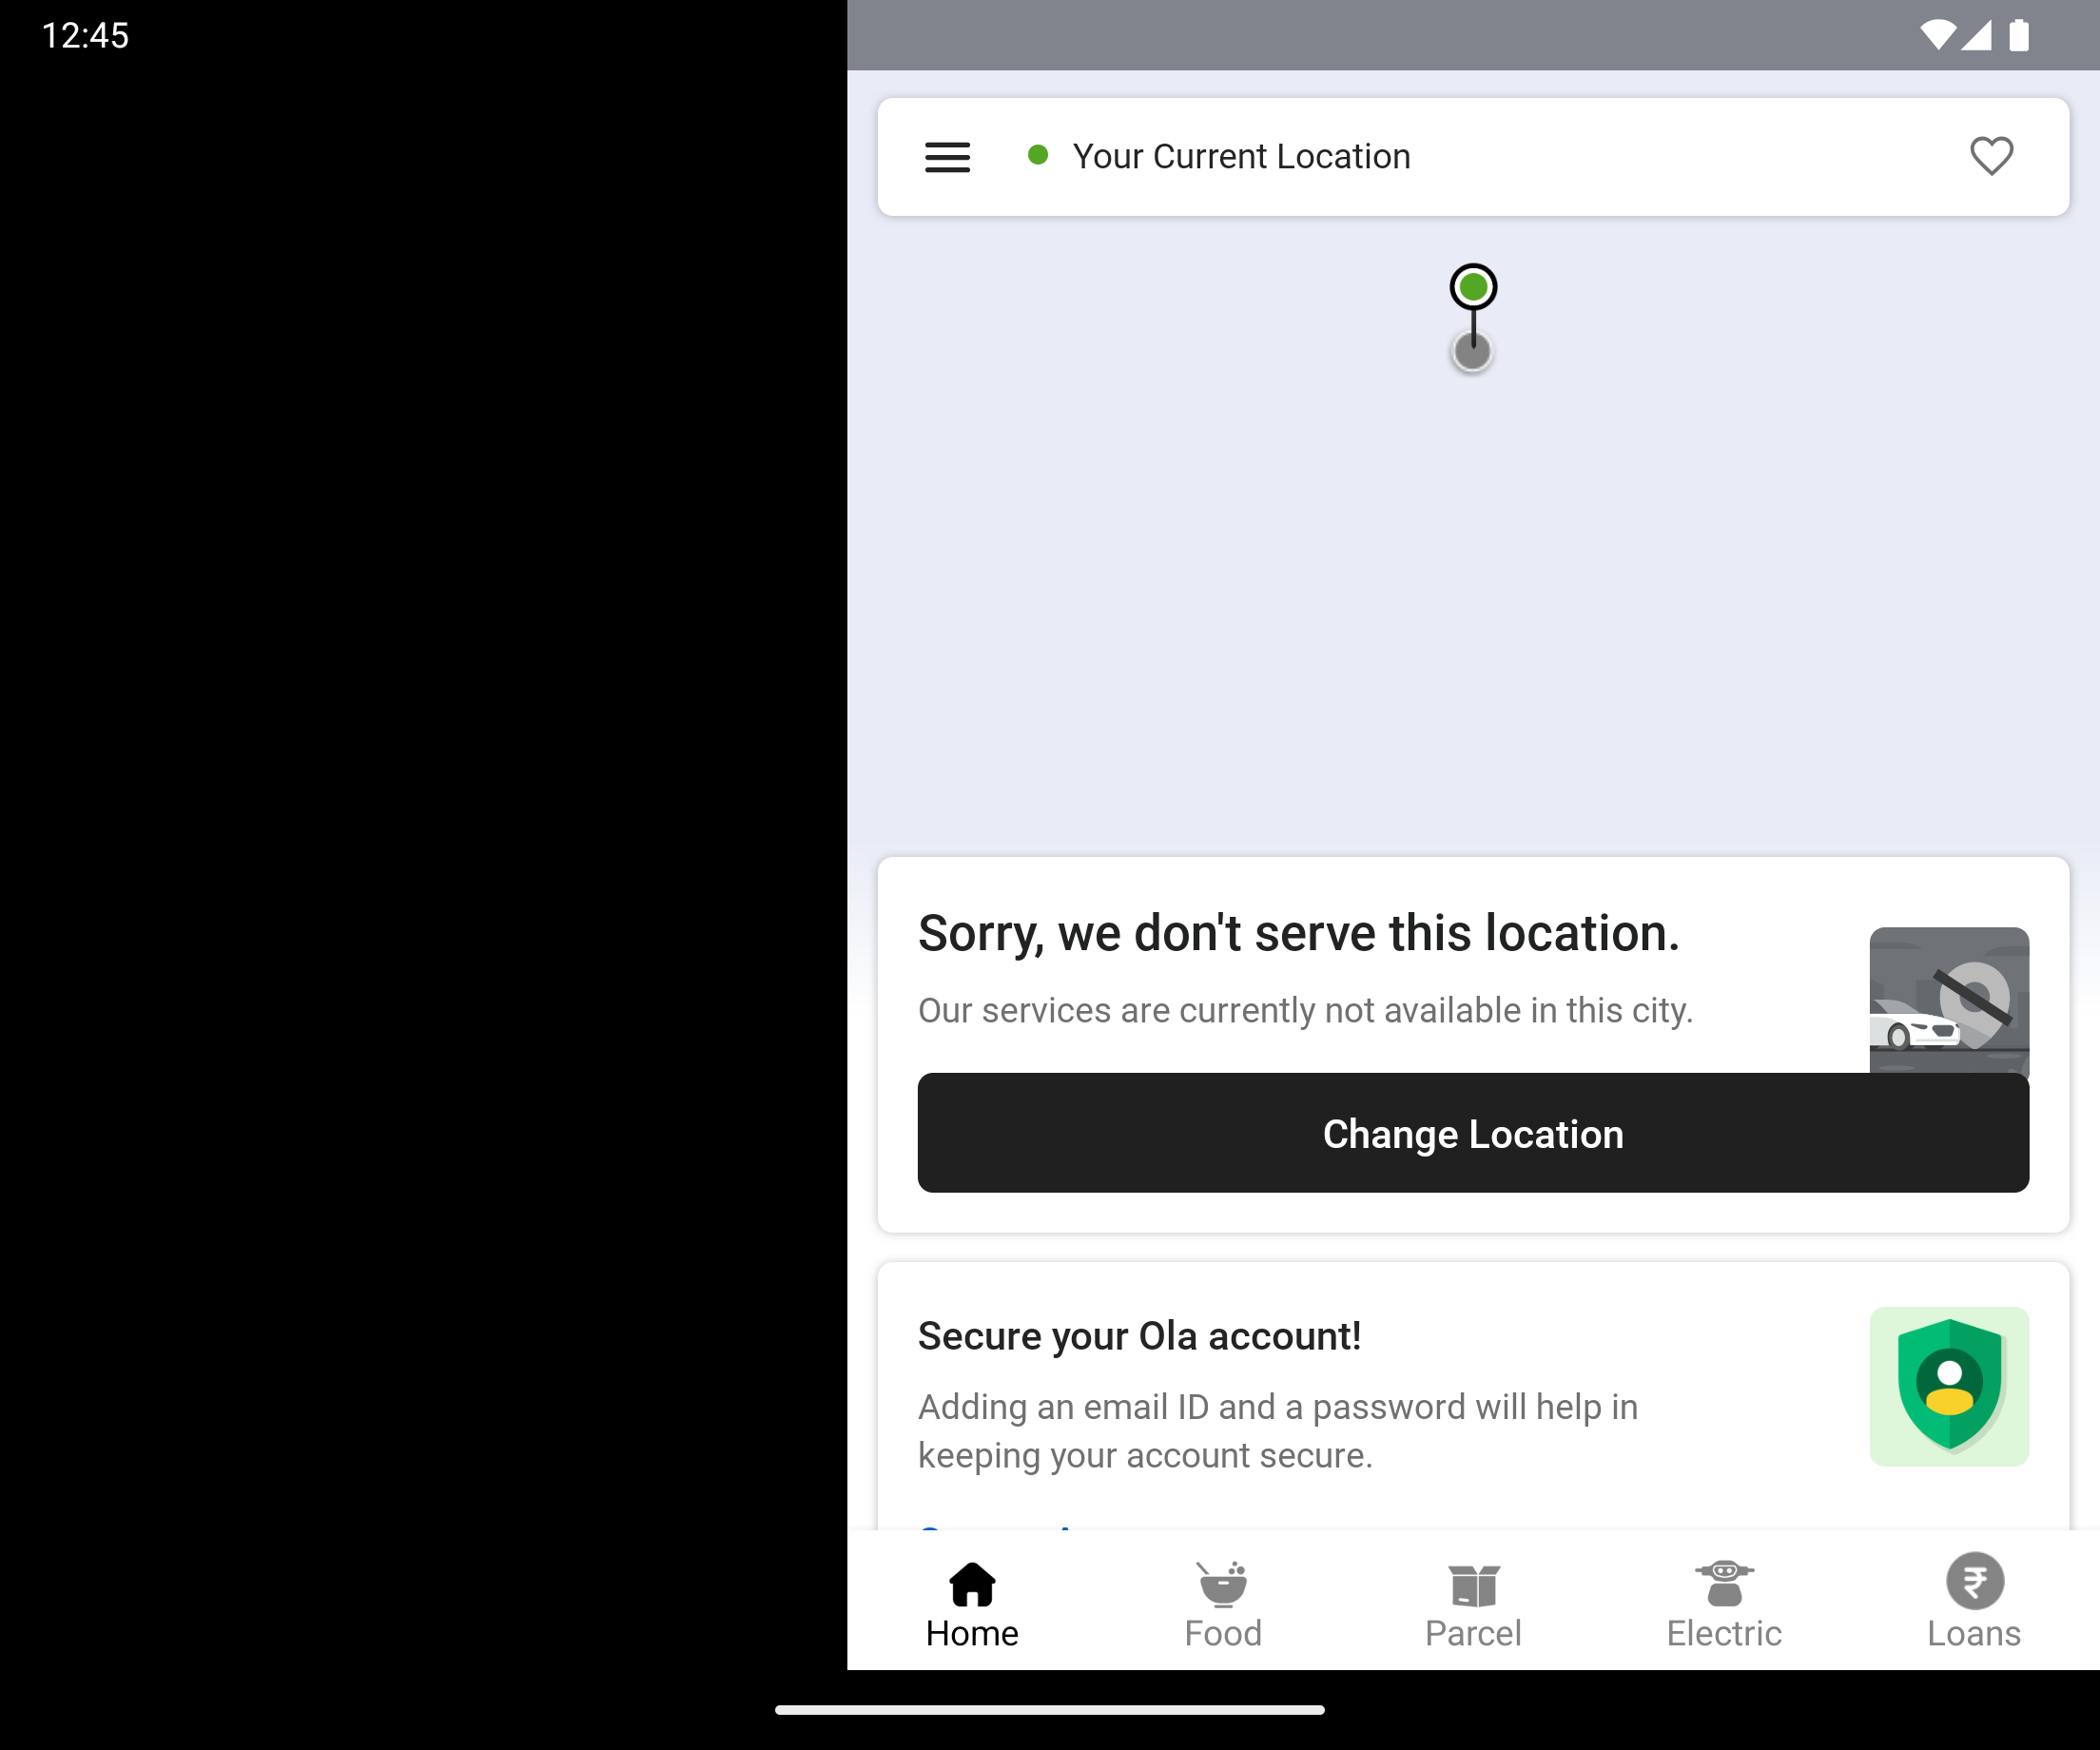 12:45
Your Current Location
Sorry, we don't serve this location.
Our services are currently not available in this city.
Change Location
Secure your Ola account!
Adding an email ID and a password will help in
keeping your account secure.
Home
Food
Parcel
Electric
Loans